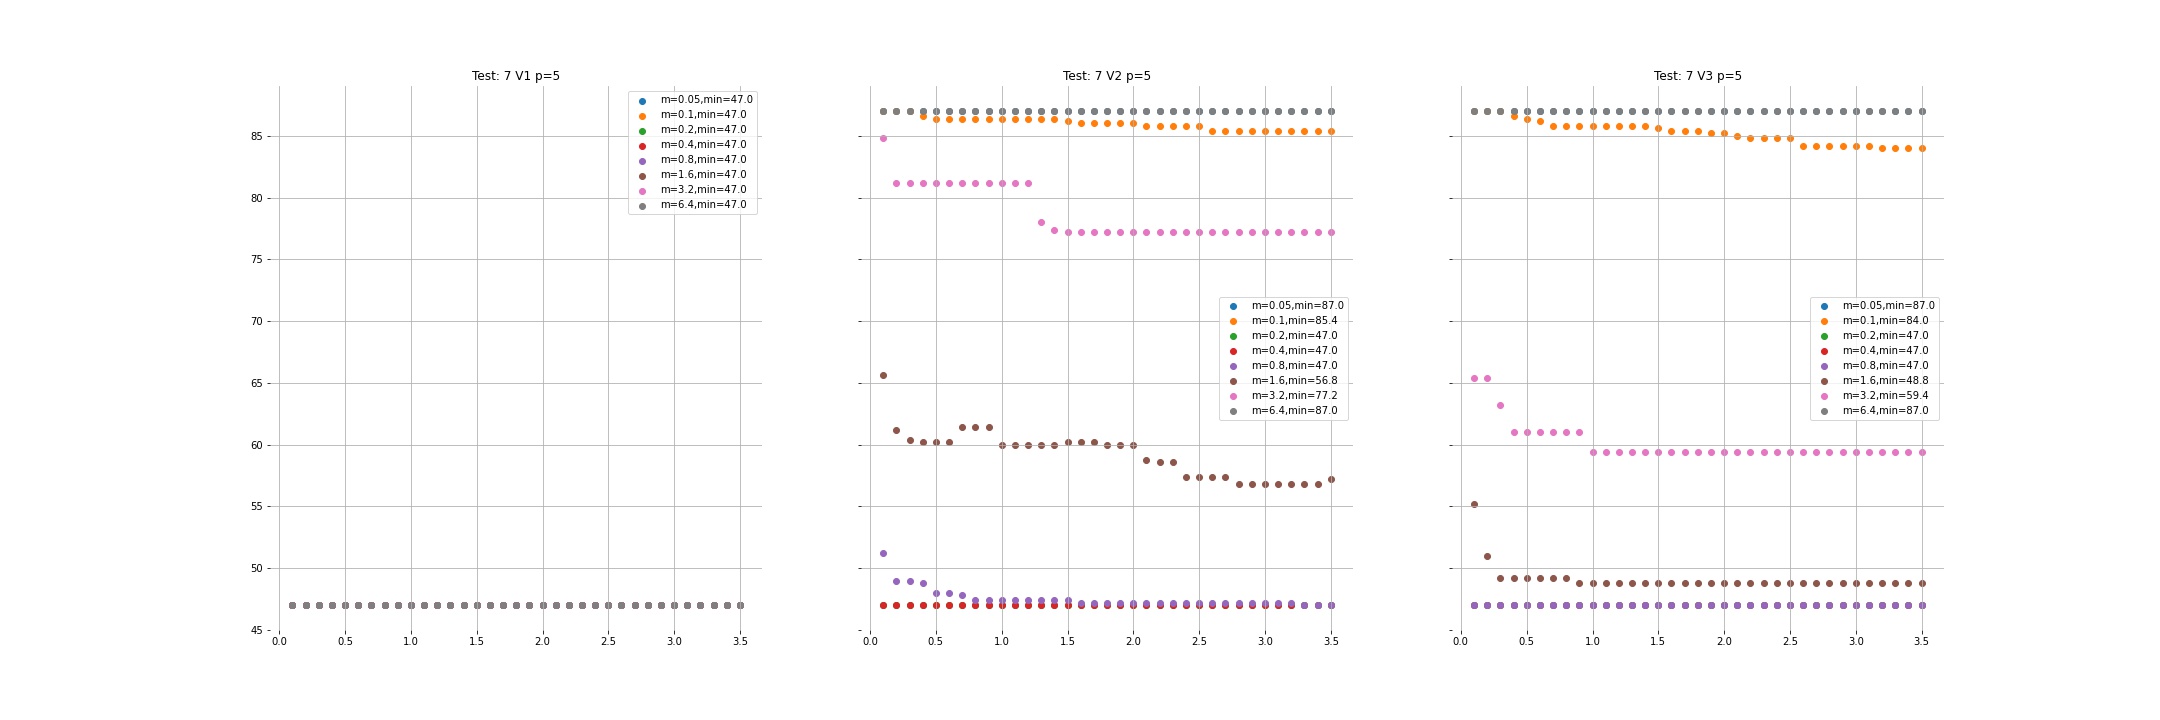 Test: 7 V1 p=5
85
80
75
70
65
60
55
50
45
0.0 0.5 1.0 1.5 2.0 2.5 3.0 3.5
m=0.05,min=47.0
m=0.1,min=47.0
m=0.2,min=47.0
m=0.4,min=47.0
m=0.8,min=47.0
m=1.6,min=47.0
m=3.2,min=47.0
m=6.4,min=47.0
Test: 7 V2 p=5
m=0.05,min=87.0
m=0.1,min=85.4
m=0.2,min=47.0
m=0.4,min=47.0
m=0.8,min=47.0
m=1.6,min=56.8
m=3.2,min=77.2
m=6.4,min=87.0
0.0 0.5 1.0 1.5 2.0 2.5 3.0 3.5
Test: 7 V3 p=5
m=0.05,min=87.0
m=0.1,min=84.0
m=0.2,min=47.0
m=0.4,min=47.0
m=0.8,min=47.0
m=1.6,min=48.8
m=3.2,min=59.4
m=6.4,min=87.0
0.0 0.5 1.0 1.5 2.0 2.5 3.0 3.5